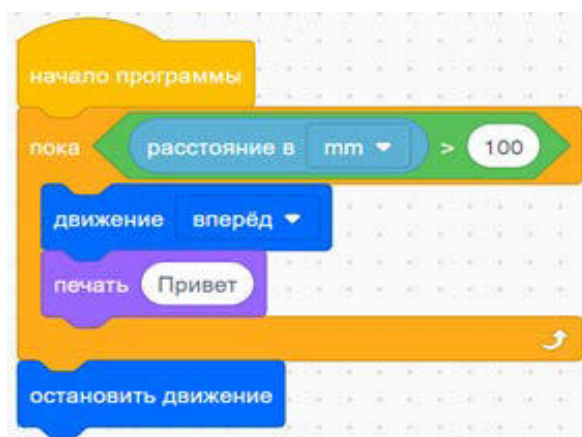 начало программы
пока расстояние в mm > 100
движение вперёд
печать Привет
остановить движение